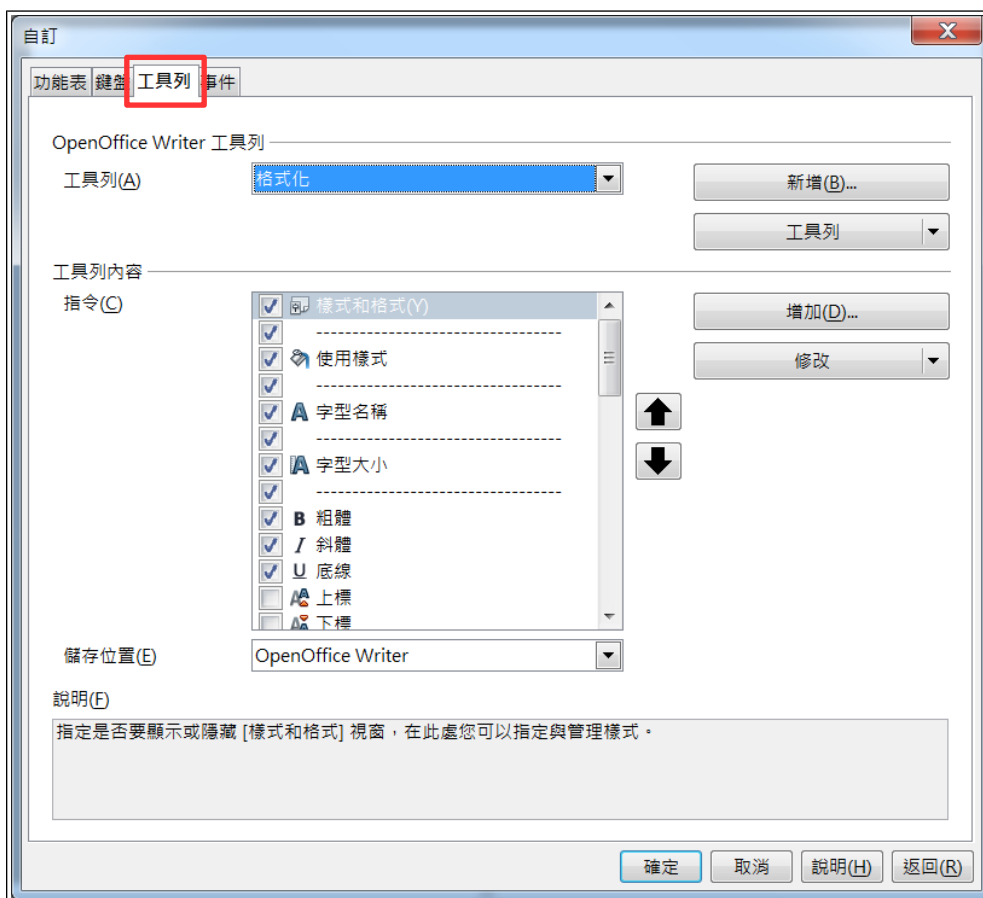 自訂
功能表 鍵盤 工具列 事件
OpenOffice Writer 工具列
工具列(A) 格式化 新增(B)...
工具列
工具列內容
指令(C) 樣式和格式(Y) 增加(D)...
---------------------------------
使用樣式 修改
---------------------------------
字型名稱
---------------------------------
字型大小
---------------------------------
B 粗體
I 斜體
U 底線
上標
下標
儲存位置(E) OpenOffice Writer
說明(F)
指定是否要顯示或隱藏 [樣式和格式] 視窗，在此處您可以指定與管理樣式。
確定 取消 說明(H) 返回(R)